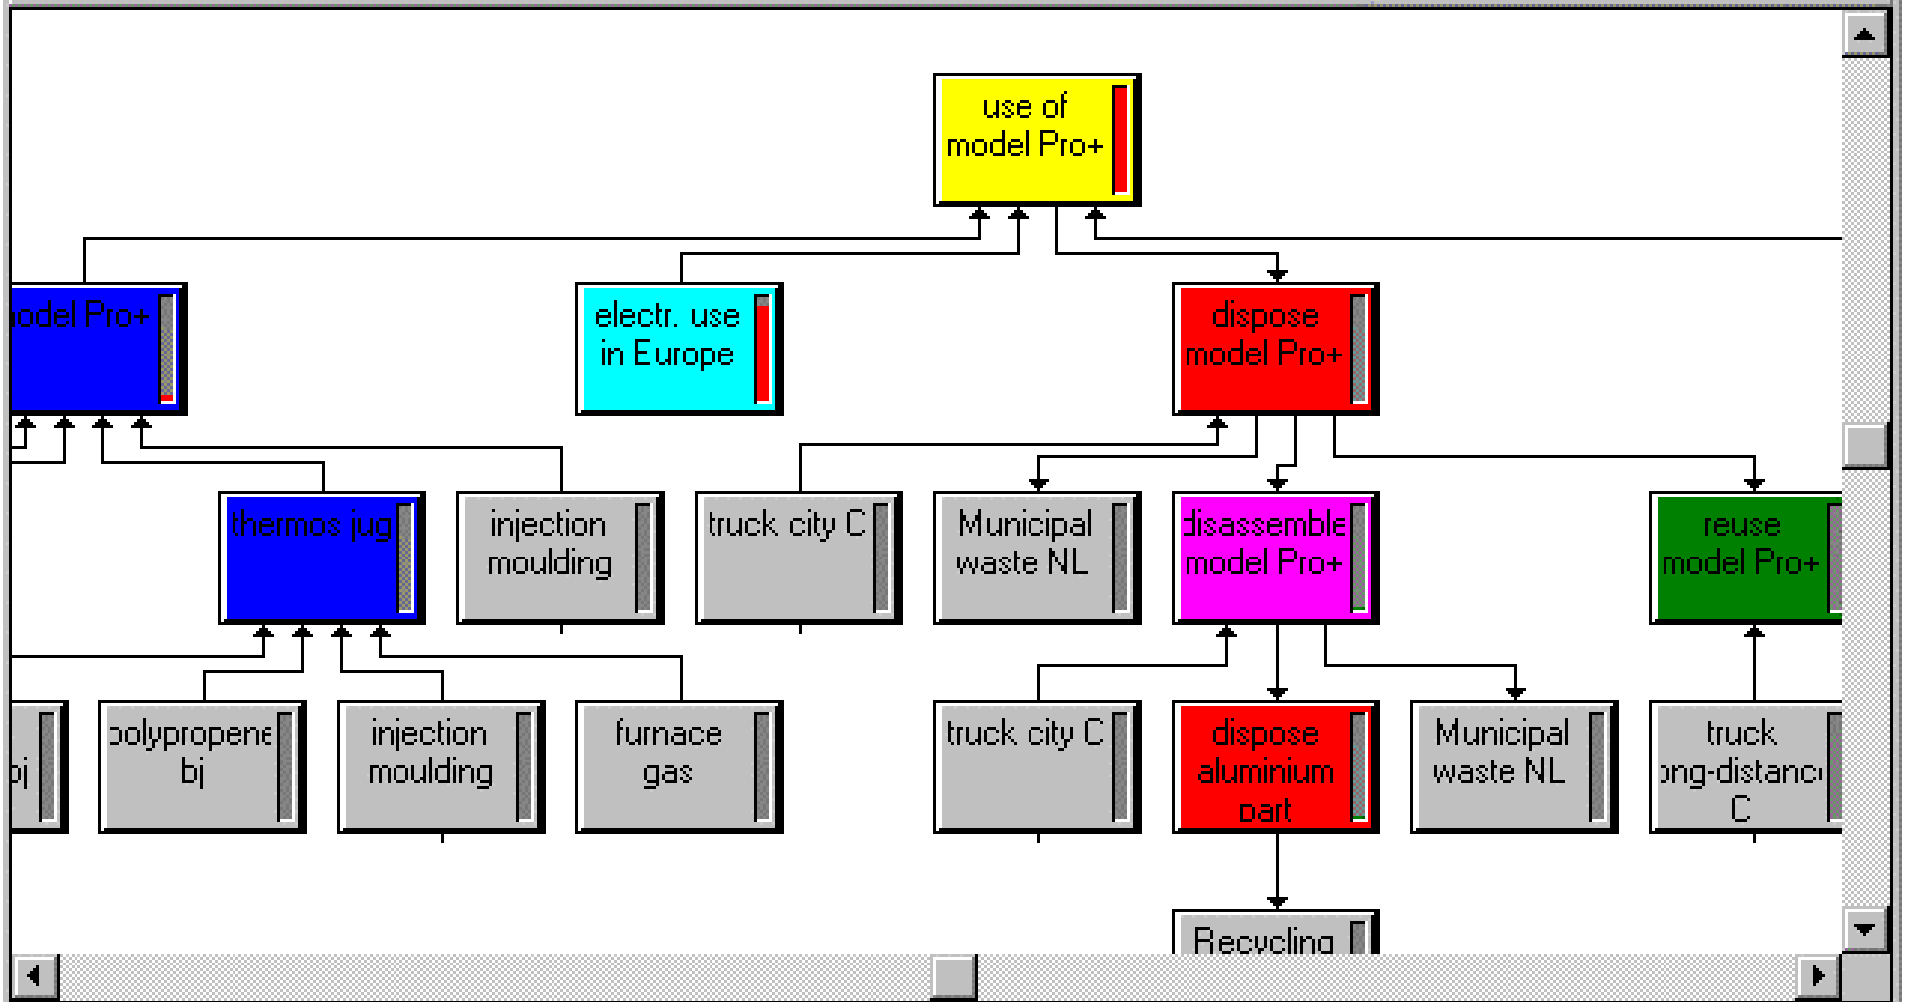 use of
model Pro+
odel Pro+
electr. use
in Europe
dispose
model Pro+
thermos jug
injection
moulding
truck city C
Municipal
waste NL
disassemble
model Pro+
reuse
model Pro+
bj
polypropene
bj
injection
moulding
furnace
gas
truck city C
dispose
aluminium
part
Municipal
waste NL
truck
ong-distanc
C
Recycling